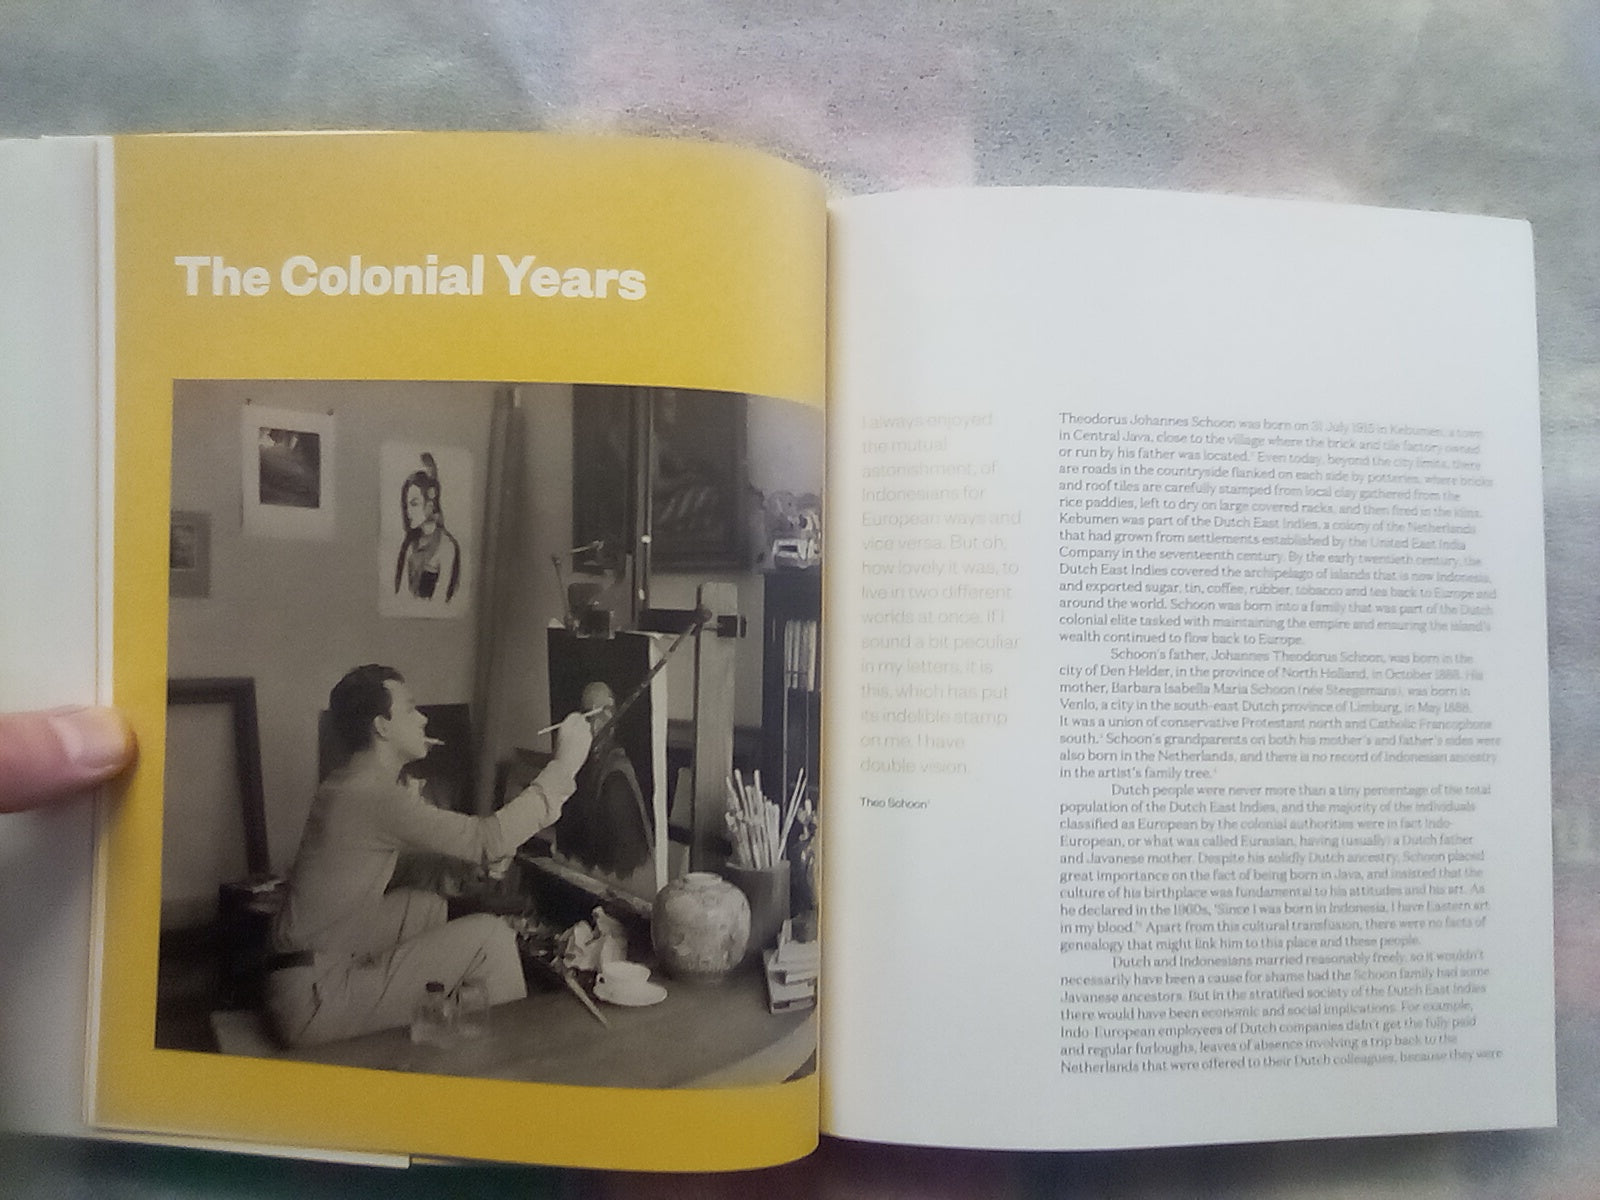 The Colonial Years
I always enjoyed
the mutual
astonishment, of
Indonesians for
European ways and
vice versa. But oh,
how lovely it was, to
live in two different
worlds at once. If I
sound a bit peculiar
in my letters, it is
this, which has put
its indelible stamp
on me, I have
double vision.
Theo Schoon¹
Theodorus Johannes Schoon was born on 31 July 1915 in Kebumen, a town
in Central Java, close to the village where the brick and tile factory owned
or run by his father was located.² Even today, beyond the city limits, there
are roads in the countryside flanked on each side by potteries, where bricks
and roof tiles are carefully stamped from local clay gathered from the
rice paddies, left to dry on large covered racks, and then fired in the kilns.
Kebumen was part of the Dutch East Indies, a colony of the Netherlands
that had grown from settlements established by the United East India
Company in the seventeenth century. By the early twentieth century, the
Dutch East Indies covered the archipelago of islands that is now Indonesia,
and exported sugar, tin, coffee, rubber, tobacco and tea back to Europe and
around the world. Schoon was born into a family that was part of the Dutch
colonial elite tasked with maintaining the empire and ensuring the island's
wealth continued to flow back to Europe.
Schoon's father, Johannes Theodorus Schoon, was born in the
city of Den Helder, in the province of North Holland, in October 1888. His
mother, Barbara Isabella Maria Schoon (née Steegemans), was born in
Venlo, a city in the south-east Dutch province of Limburg, in May 1888.
It was a union of conservative Protestant north and Catholic Francophone
south.³ Schoon's grandparents on both his mother's and father's sides were
also born in the Netherlands, and there is no record of Indonesian ancestry
in the artist's family tree.⁴
Dutch people were never more than a tiny percentage of the total
population of the Dutch East Indies, and the majority of the individuals
classified as European by the colonial authorities were in fact Indo-
European, or what was called Eurasian, having (usually) a Dutch father
and Javanese mother. Despite his solidly Dutch ancestry, Schoon placed
great importance on the fact of being born in Java, and insisted that the
culture of his birthplace was fundamental to his attitudes and his art. As
he declared in the 1960s, 'Since I was born in Indonesia, I have Eastern art
in my blood.'⁵ Apart from this cultural transfusion, there were no facts of
genealogy that might link him to this place and these people.
Dutch and Indonesians married reasonably freely, so it wouldn't
necessarily have been a cause for shame had the Schoon family had some
Javanese ancestors. But in the stratified society of the Dutch East Indies
there would have been economic and social implications. For example,
Indo-European employees of Dutch companies didn't get the fully paid
and regular furloughs, leaves of absence involving a trip back to the
Netherlands that were offered to their Dutch colleagues, because they were